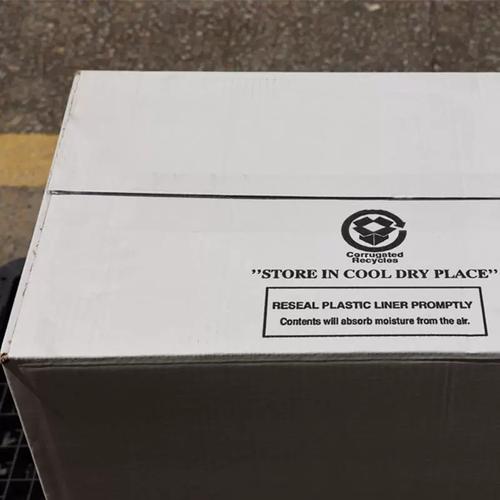 Corrugated
Recycles
"STORE IN COOL DRY PLACE"
RESEAL PLASTIC LINER PROMPTLY
Contents will absorb moisture from the air.